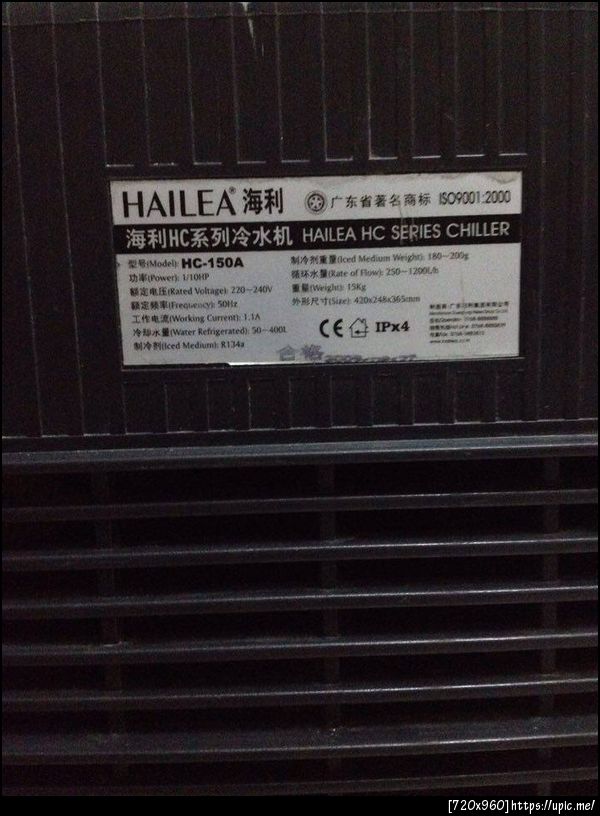 HAILEA® 海利 广东省著名商标 ISO9001:2000
海利HC系列冷水机 HAILEA HC SERIES CHILLER
型号(Model): HC-150A
功率(Power): 1/10HP
额定电压(Rated Voltage): 220~240V
额定频率(Frequency): 50Hz
工作电流(Working Current): 1.1A
冷却水量(Water Refrigerated): 50~400L
制冷剂(Iced Medium): R134a
制冷剂重量(Iced Medium Weight): 180~200g
循环水量(Rate of Flow): 250~1200L/h
重量(Weight): 15Kg
外形尺寸(Size): 420x248x365mm
CE IPx4
合格
[720x960]https://upic.me/